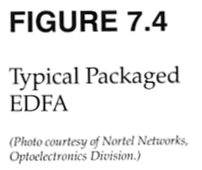 FIGURE 7.4
Typical Packaged
EDFA
(Photo courtesy of Nortel Networks,
Optoelectronics Division.)